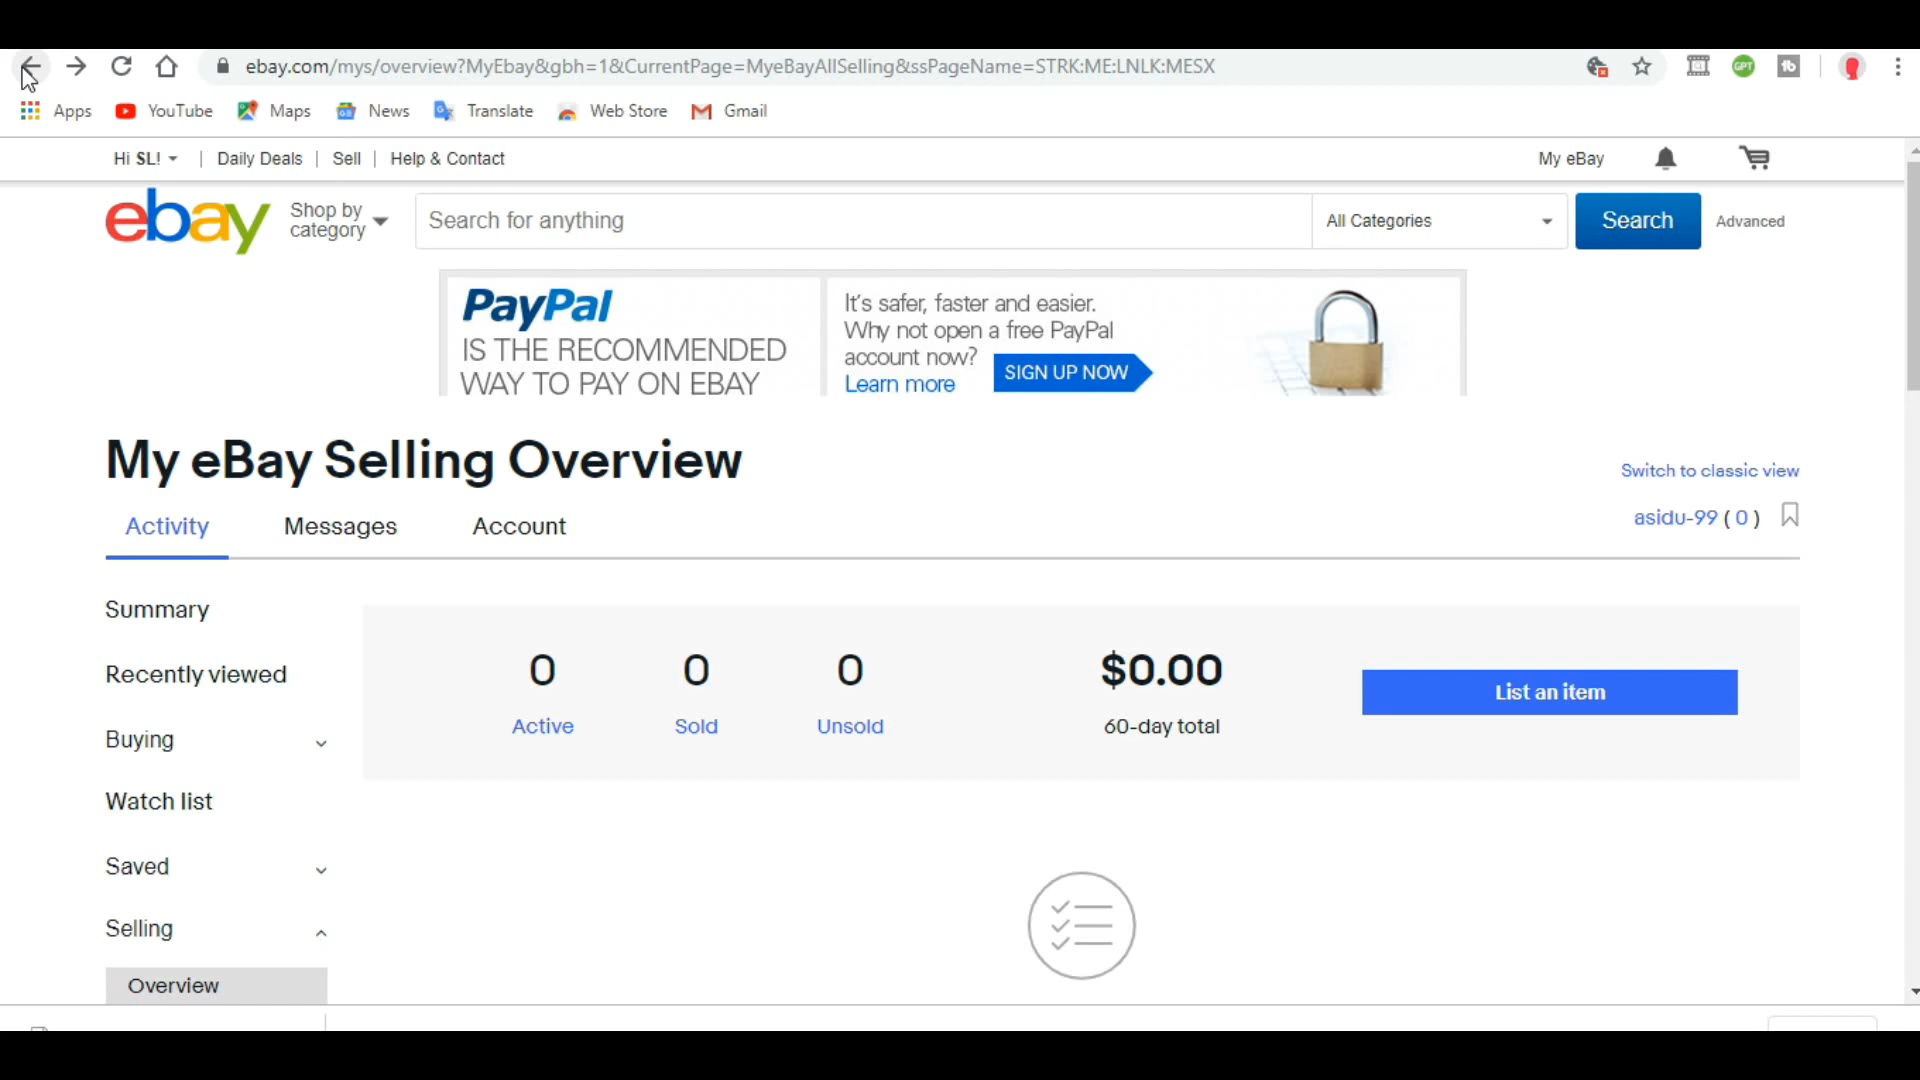 ebay.com/mys/overview?MyEbay&gbh=1&CurrentPage=MyeBayAllSelling&ssPageName=STRK:ME:LNLK:MESX
GPT
tb
Apps YouTube Maps News Translate Web Store Gmail
Hi SL! | Daily Deals | Sell | Help & Contact
My eBay
ebay
Shop by
category
Search for anything
All Categories
Search
Advanced
PayPal
IS THE RECOMMENDED
WAY TO PAY ON EBAY
It's safer, faster and easier.
Why not open a free PayPal
account now?
Learn more
SIGN UP NOW
My eBay Selling Overview
Switch to classic view
asidu-99 ( 0 )
Activity Messages Account
Summary
Recently viewed
Buying
Watch list
Saved
Selling
Overview
0 0 0 $0.00
Active Sold Unsold 60-day total
List an item